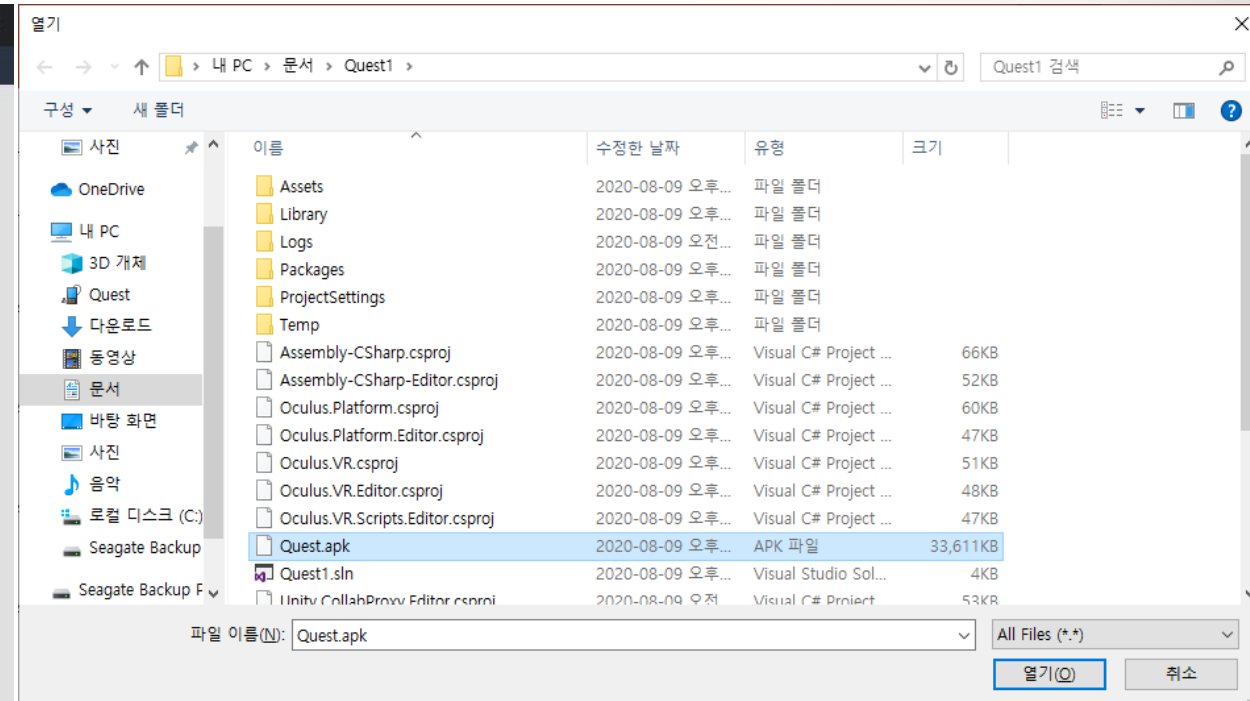 열기
내 PC > 문서 > Quest1 >
Quest1 검색
구성
새 폴더
사진
OneDrive
내 PC
3D 개체
Quest
다운로드
동영상
문서
바탕 화면
사진
음악
로컬 디스크 (C:)
Seagate Backup
Seagate Backup P
이름 수정한 날짜 유형 크기
Assets 2020-08-09 오후... 파일 폴더
Library 2020-08-09 오후... 파일 폴더
Logs 2020-08-09 오전... 파일 폴더
Packages 2020-08-09 오후... 파일 폴더
ProjectSettings 2020-08-09 오후... 파일 폴더
Temp 2020-08-09 오후... 파일 폴더
Assembly-CSharp.csproj 2020-08-09 오후... Visual C# Project ... 66KB
Assembly-CSharp-Editor.csproj 2020-08-09 오후... Visual C# Project ... 52KB
Oculus.Platform.csproj 2020-08-09 오후... Visual C# Project ... 60KB
Oculus.Platform.Editor.csproj 2020-08-09 오후... Visual C# Project ... 47KB
Oculus.VR.csproj 2020-08-09 오후... Visual C# Project ... 51KB
Oculus.VR.Editor.csproj 2020-08-09 오후... Visual C# Project ... 48KB
Oculus.VR.Scripts.Editor.csproj 2020-08-09 오후... Visual C# Project ... 47KB
Quest.apk 2020-08-09 오후... APK 파일 33,611KB
Quest1.sln 2020-08-09 오후... Visual Studio Sol... 4KB
Unity.CollabProxy.Editor.csproj 2020-08-09 오전 Visual C# Project 53KB
파일 이름(N): Quest.apk
All Files (*.*)
열기(O)
취소